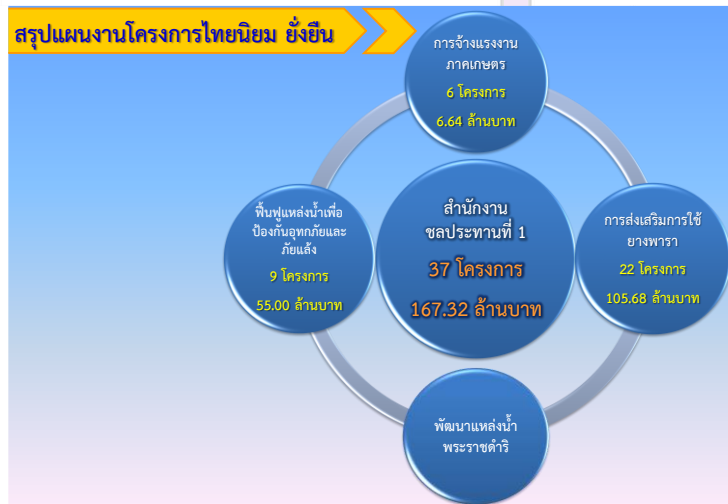 สรุปแผนงานโครงการไทยนิยม ยั่งยืน
การจ้างแรงงาน
ภาคเกษตร
6 โครงการ
6.64 ล้านบาท
ฟื้นฟูแหล่งน้ำเพื่อ
ป้องกันอุทกภัยและ
ภัยแล้ง
9 โครงการ
55.00 ล้านบาท
สำนักงาน
ชลประทานที่ 1
37 โครงการ
167.32 ล้านบาท
การส่งเสริมการใช้
ยางพารา
22 โครงการ
105.68 ล้านบาท
พัฒนาแหล่งน้ำ
พระราชดำริ